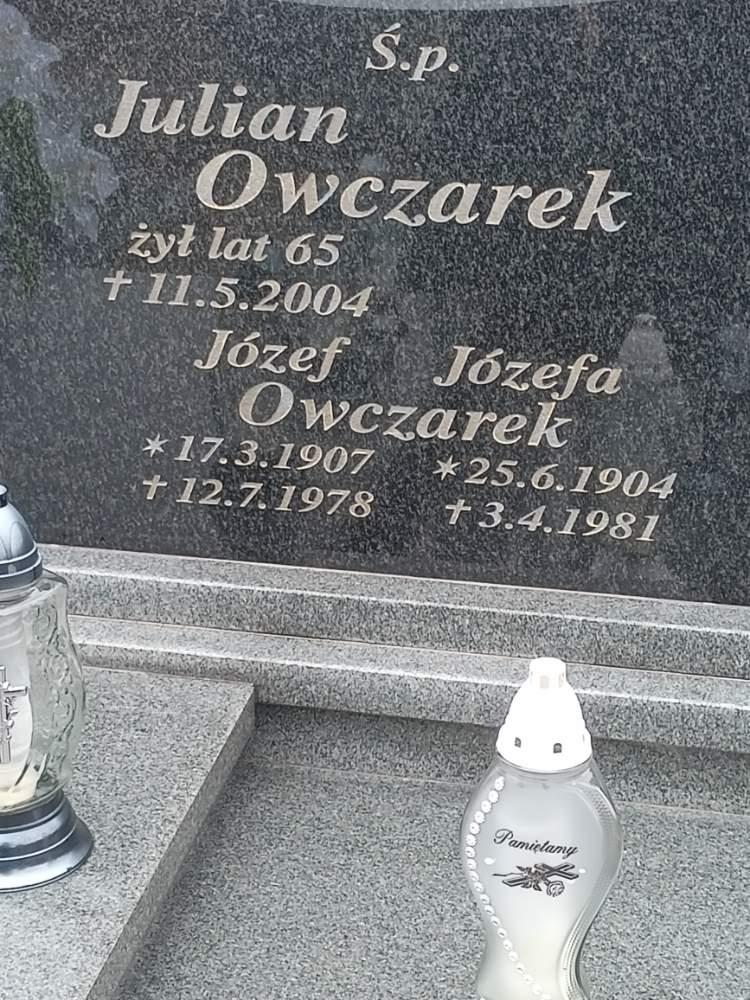 Ś.p.
Julian
Owczarek
żył lat 65
✝ 11.5.2004
Józef Józefa
Owczarek
✶ 17.3.1907 ✶ 25.6.1904
✝ 12.7.1978 ✝ 3.4.1981
Pamiętamy